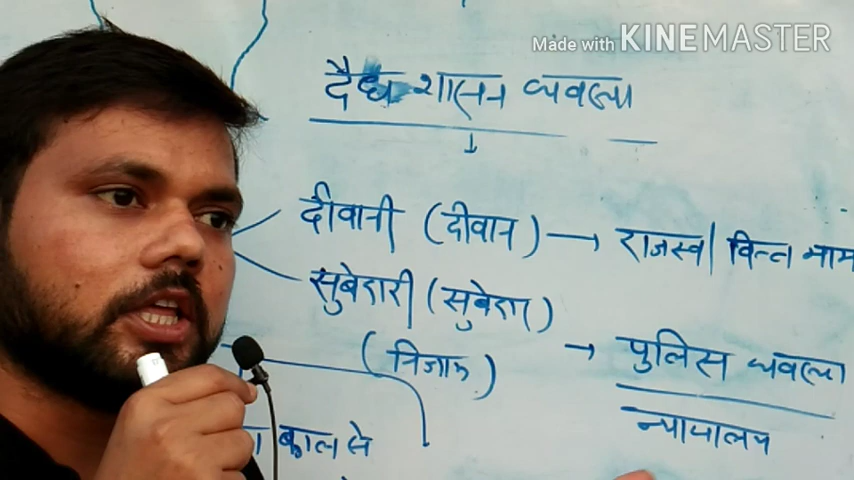 Made with KINEMASTER
द्वैध शासन व्यवस्था
दीवानी (दीवान) → राजस्व / वित्त माम
सुबेदारी (सुबेदार)
(निजाम) → पुलिस व्यवस्था
न्यायालय
काल से